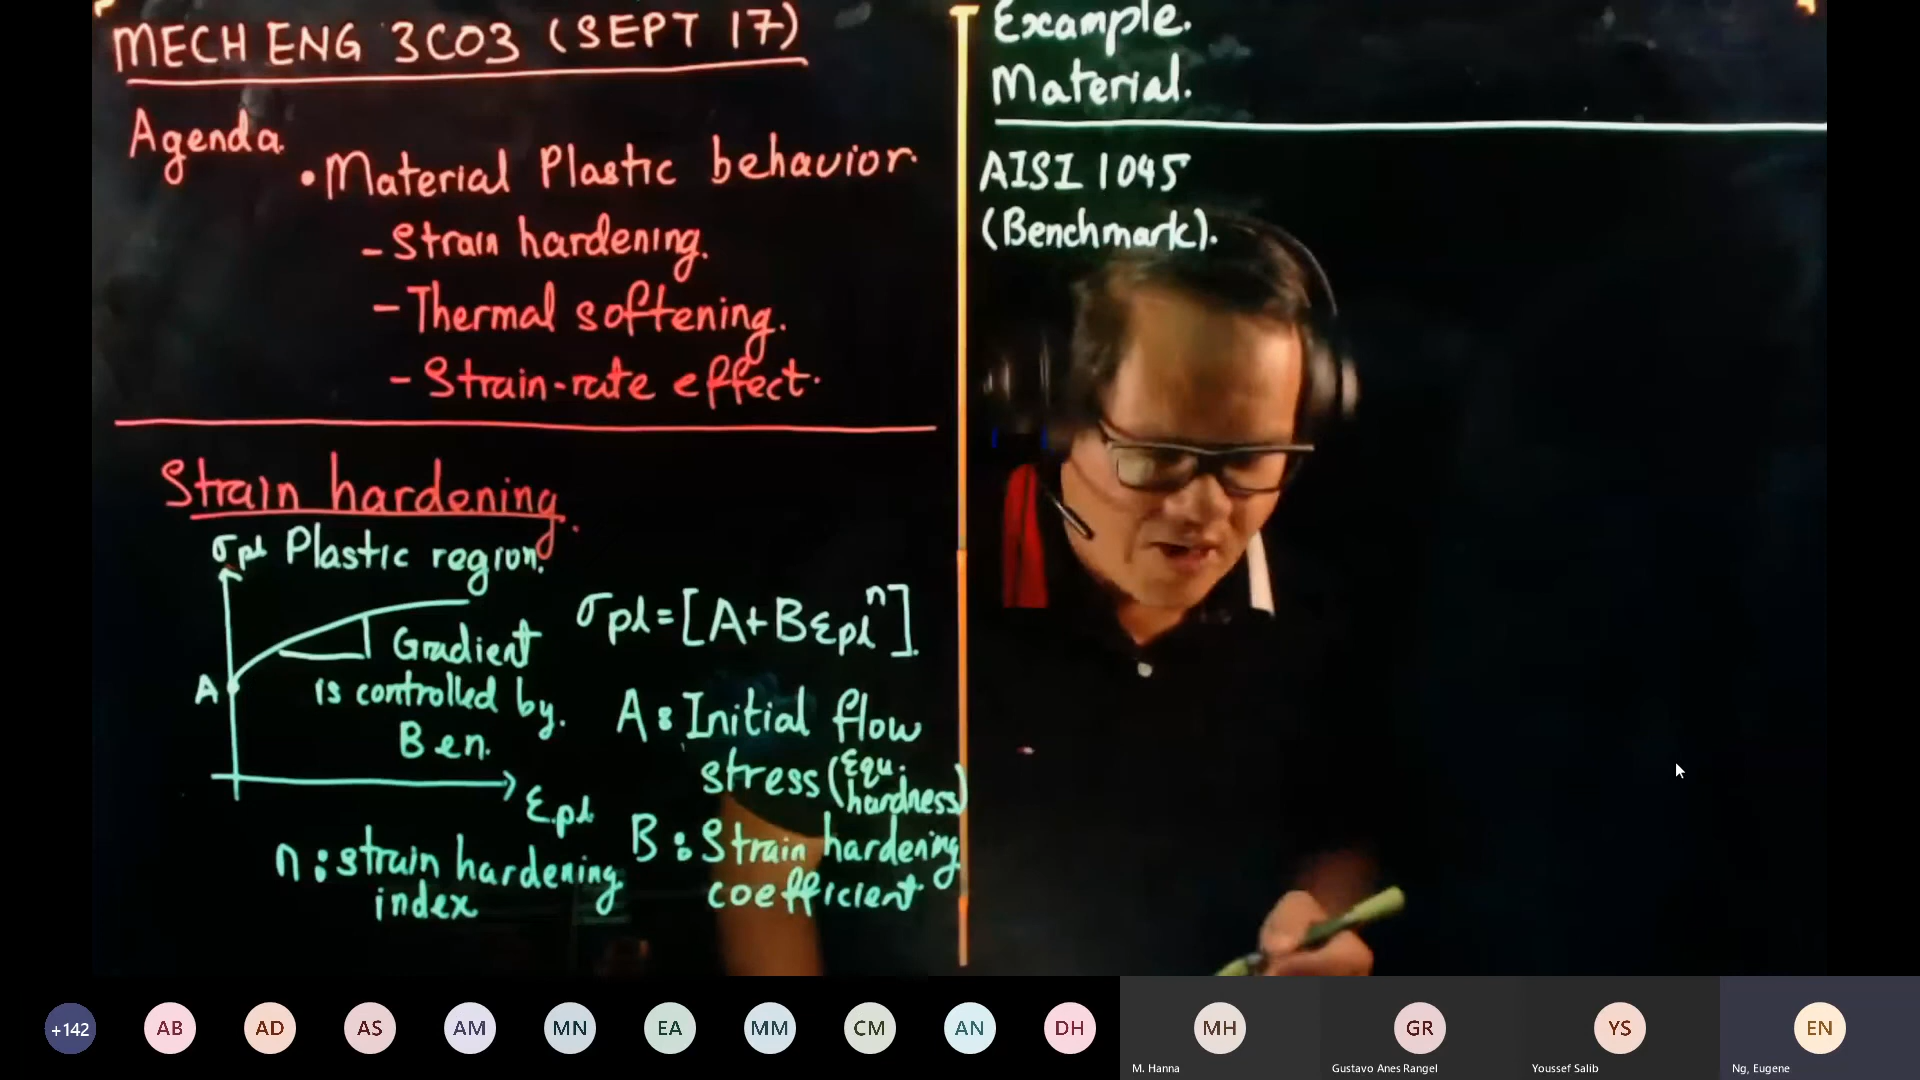 MECH ENG 3C03 (SEPT 17)
Agenda.
• Material Plastic behavior.
- Strain hardening.
- Thermal softening.
- Strain-rate effect.
Strain hardening.
σpl Plastic region.
A
Gradient
is controlled by.
B en.
εpl.
n : strain hardening
index
σpl = [A+Bεpl^n].
A : Initial flow
stress (Equ. hardness)
B : Strain hardening
coefficient.
Example.
Material.
AISI 1045
(Benchmark).
+142
AB
AD
AS
AM
MN
EA
MM
CM
AN
DH
MH
M. Hanna
GR
Gustavo Anes Rangel
YS
Youssef Salib
EN
Ng, Eugene